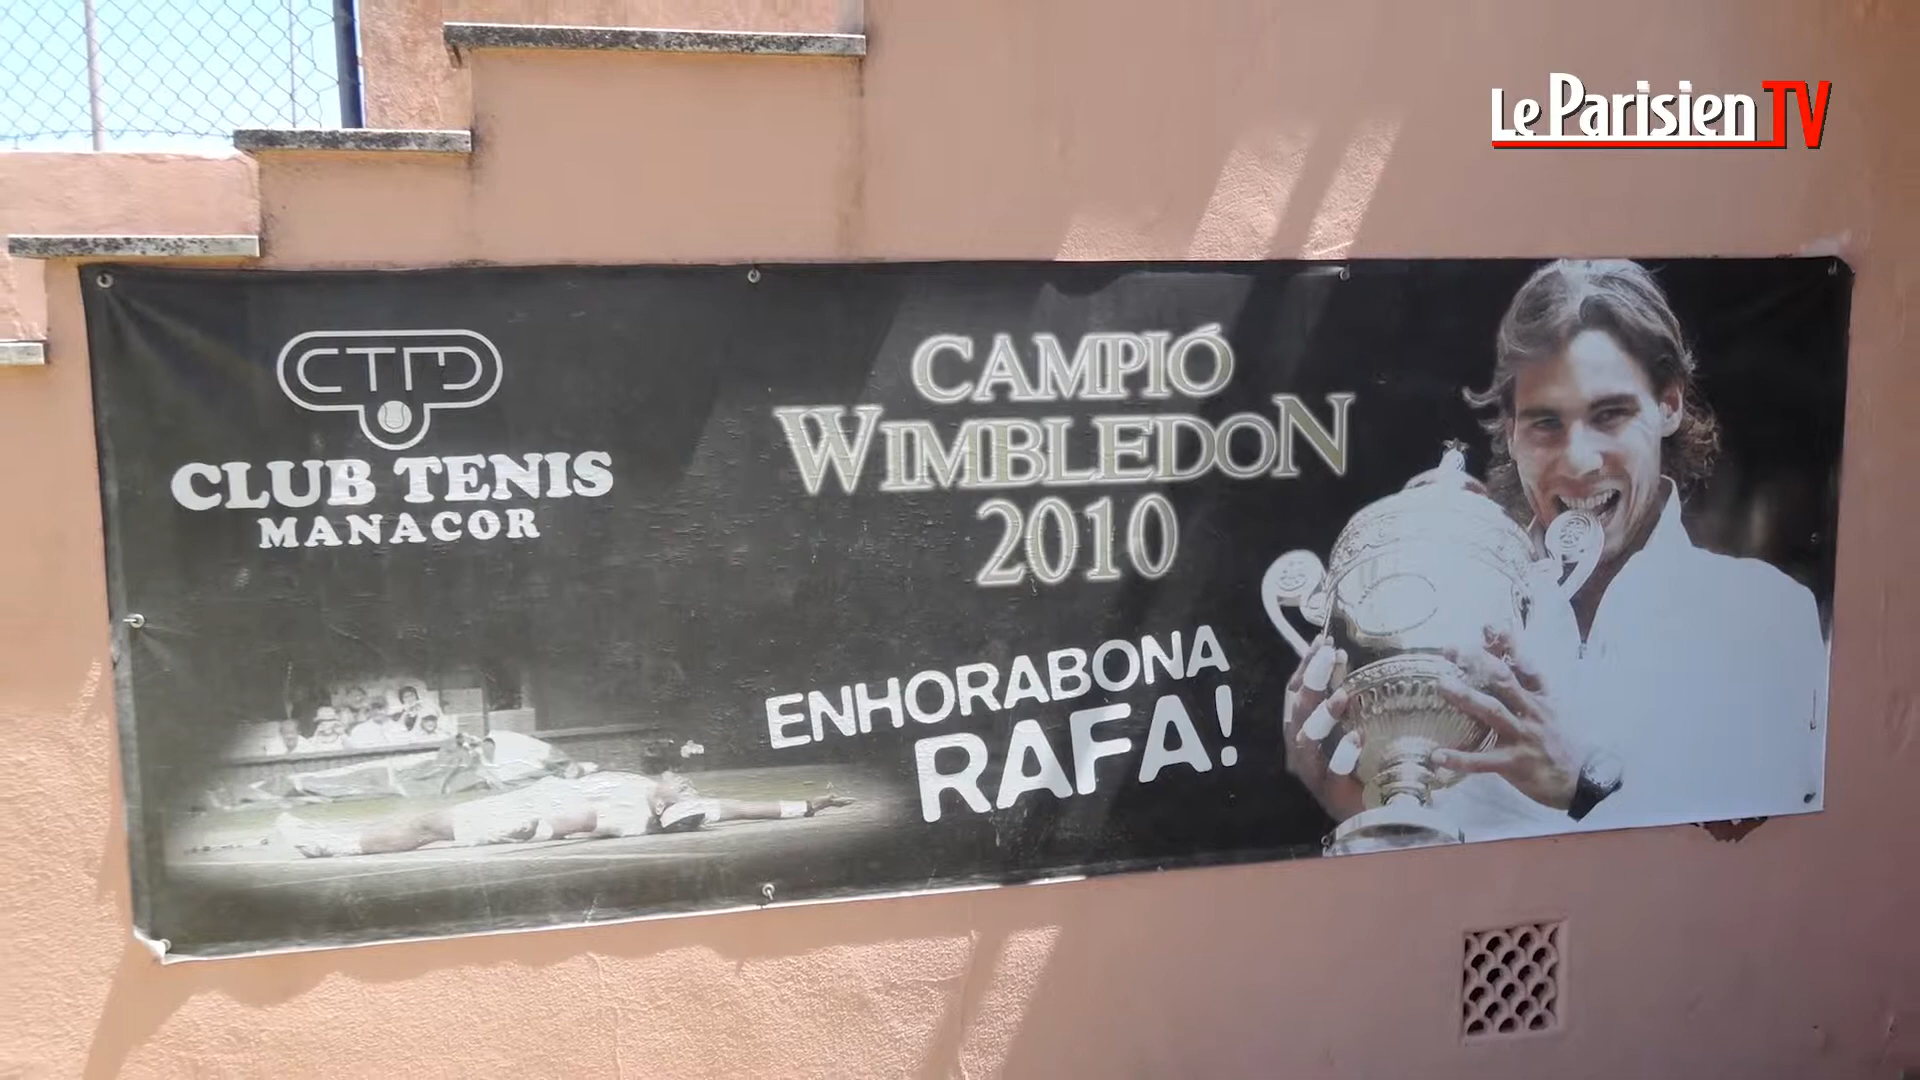 Le Parisien TV
CTM
CLUB TENIS
MANACOR
CAMPIÓ
WIMBLEDON
2010
ENHORABONA
RAFA!